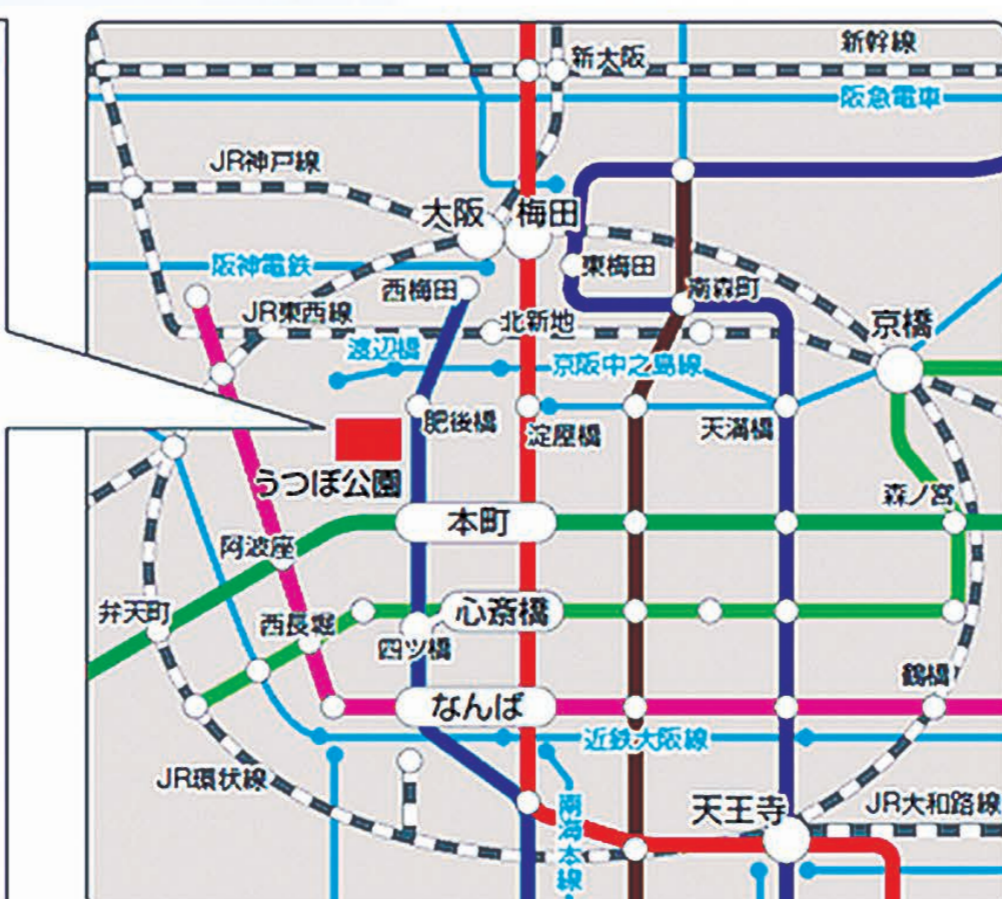 新幹線
新大阪
阪急電車
JR神戸線
大阪
梅田
阪神電鉄
東梅田
西梅田
南森町
JR東西線
北新地
京橋
渡辺橋
京阪中之島線
肥後橋
淀屋橋
天満橋
うつぼ公園
森ノ宮
本町
阿波座
弁天町
西長堀
心斎橋
四ツ橋
鶴橋
なんば
近鉄大阪線
JR環状線
南海本線
天王寺
JR大和路線